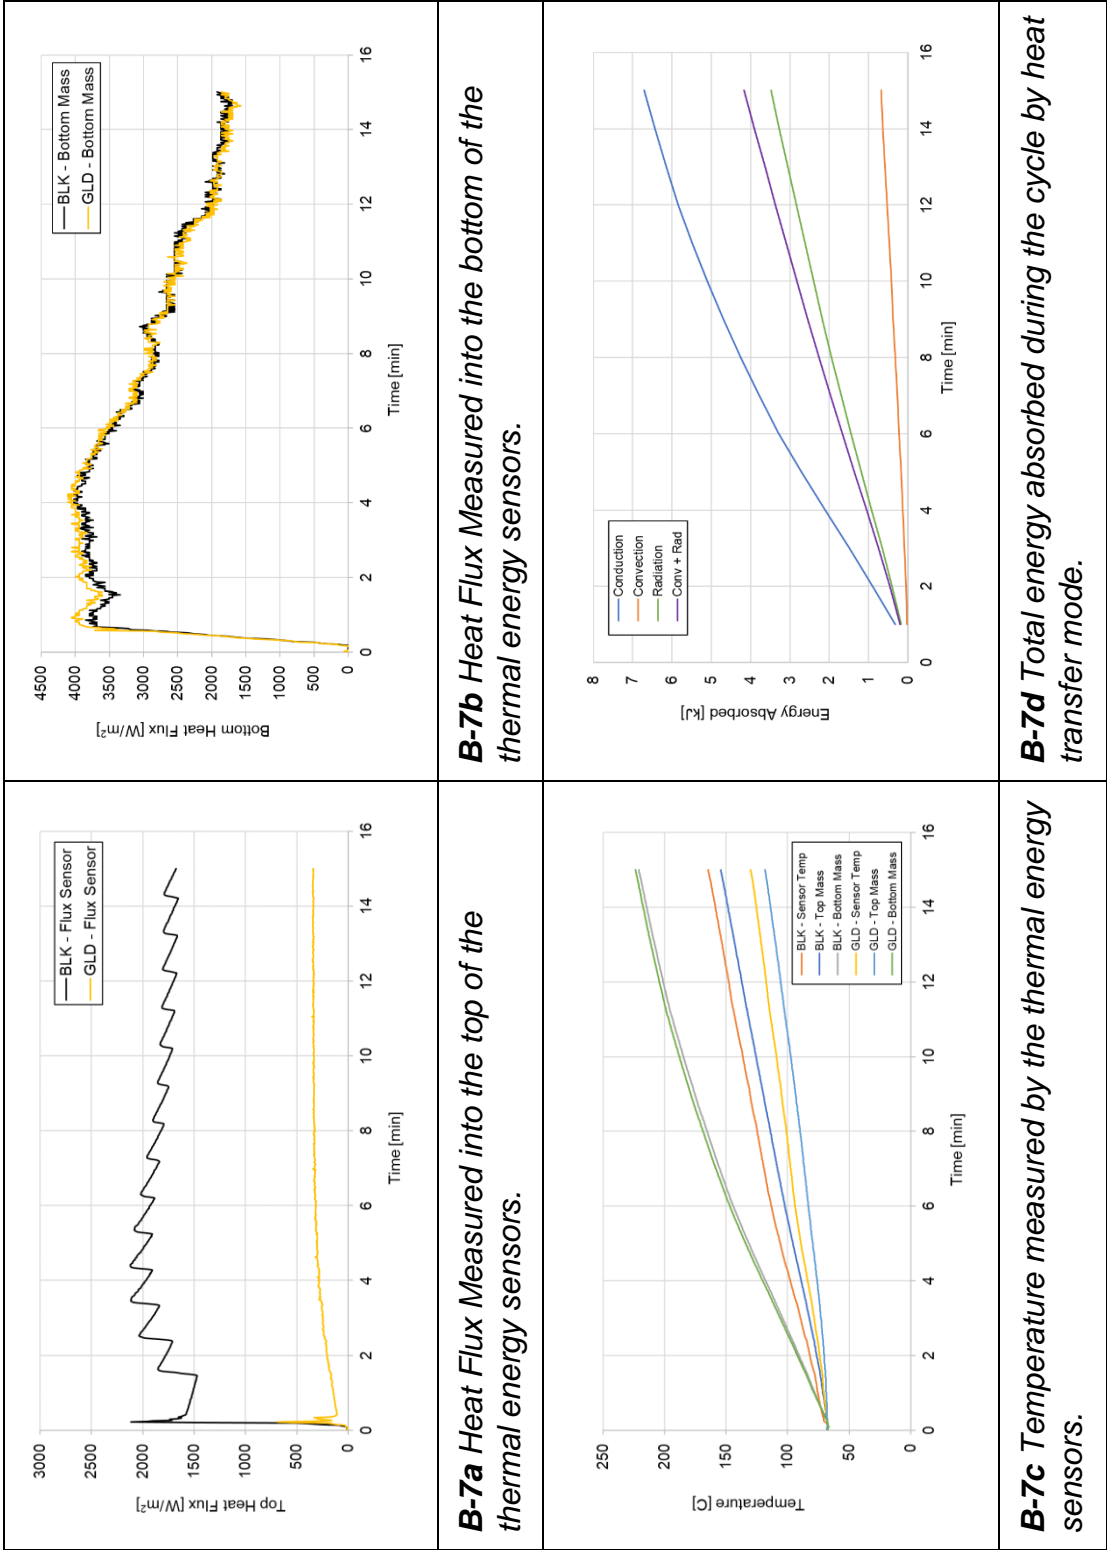 3000
2500
2000
1500
1000
500
0
Top Heat Flux [W/m²]
0
2
4
6
8
10
12
14
16
Time [min]
BLK - Flux Sensor
GLD - Flux Sensor
B-7a Heat Flux Measured into the top of the
thermal energy sensors.
4500
4000
3500
3000
2500
2000
1500
1000
500
0
Bottom Heat Flux [W/m²]
0
2
4
6
8
10
12
14
16
Time [min]
BLK - Bottom Mass
GLD - Bottom Mass
B-7b Heat Flux Measured into the bottom of the
thermal energy sensors.
250
200
150
100
50
0
Temperature [C]
0
2
4
6
8
10
12
14
16
Time [min]
BLK - Sensor Temp
BLK - Top Mass
BLK - Bottom Mass
GLD - Sensor Temp
GLD - Top Mass
GLD - Bottom Mass
B-7c Temperature measured by the thermal energy
sensors.
8
7
6
5
4
3
2
1
0
Energy Absorbed [kJ]
0
2
4
6
8
10
12
14
16
Time [min]
Conduction
Convection
Radiation
Conv + Rad
B-7d Total energy absorbed during the cycle by heat
transfer mode.